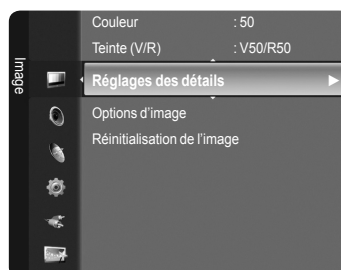 Image
Couleur : 50
Teinte (V/R) : V50/R50
Réglages des détails
Options d'image
Réinitialisation de l'image